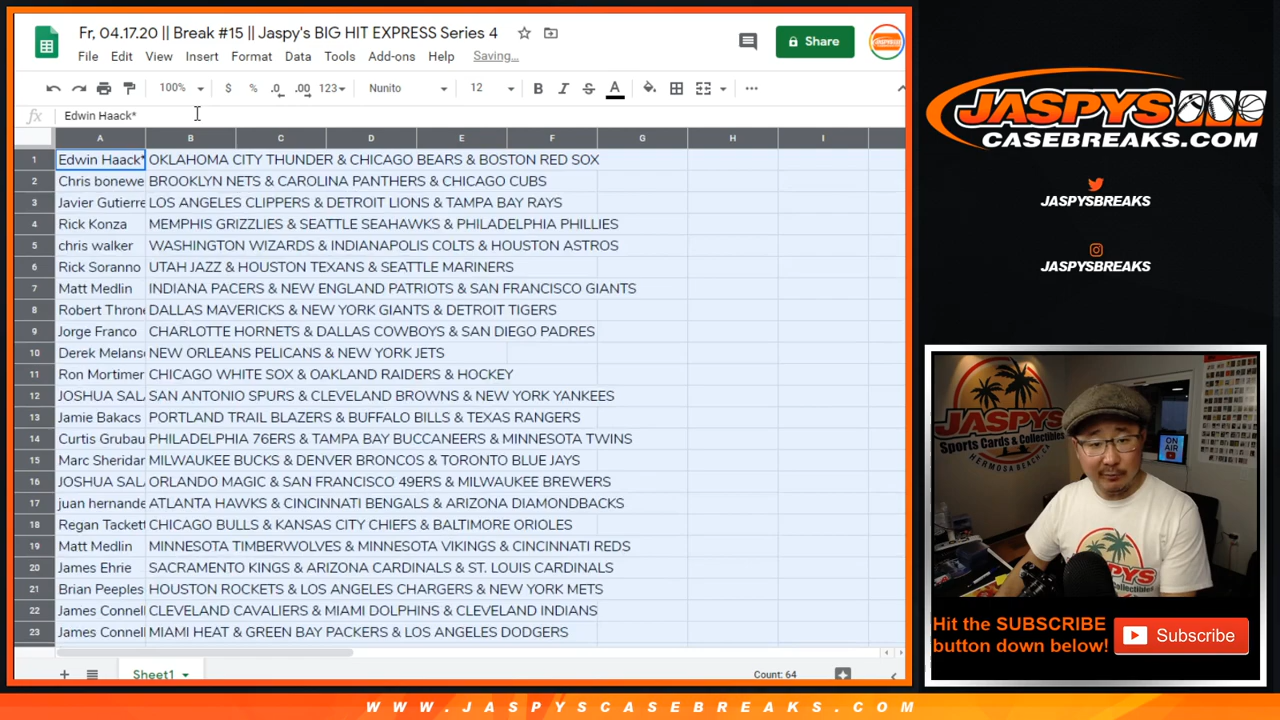 Fr, 04.17.20 || Break #15 || Jaspy's BIG HIT EXPRESS Series 4
File Edit View Insert Format Data Tools Add-ons Help Saving...
Share
100% $ % .0 .00 123 Nunito 12 B I S A
fx Edwin Haack*
A B C D E F G H I
1 Edwin Haack* OKLAHOMA CITY THUNDER & CHICAGO BEARS & BOSTON RED SOX
2 Chris bonewe BROOKLYN NETS & CAROLINA PANTHERS & CHICAGO CUBS
3 Javier Gutierre LOS ANGELES CLIPPERS & DETROIT LIONS & TAMPA BAY RAYS
4 Rick Konza MEMPHIS GRIZZLIES & SEATTLE SEAHAWKS & PHILADELPHIA PHILLIES
5 chris walker WASHINGTON WIZARDS & INDIANAPOLIS COLTS & HOUSTON ASTROS
6 Rick Soranno UTAH JAZZ & HOUSTON TEXANS & SEATTLE MARINERS
7 Matt Medlin INDIANA PACERS & NEW ENGLAND PATRIOTS & SAN FRANCISCO GIANTS
8 Robert Throne DALLAS MAVERICKS & NEW YORK GIANTS & DETROIT TIGERS
9 Jorge Franco CHARLOTTE HORNETS & DALLAS COWBOYS & SAN DIEGO PADRES
10 Derek Melans NEW ORLEANS PELICANS & NEW YORK JETS
11 Ron Mortimer CHICAGO WHITE SOX & OAKLAND RAIDERS & HOCKEY
12 JOSHUA SAL SAN ANTONIO SPURS & CLEVELAND BROWNS & NEW YORK YANKEES
13 Jamie Bakacs PORTLAND TRAIL BLAZERS & BUFFALO BILLS & TEXAS RANGERS
14 Curtis Grubau PHILADELPHIA 76ERS & TAMPA BAY BUCCANEERS & MINNESOTA TWINS
15 Marc Sheridan MILWAUKEE BUCKS & DENVER BRONCOS & TORONTO BLUE JAYS
16 JOSHUA SAL ORLANDO MAGIC & SAN FRANCISCO 49ERS & MILWAUKEE BREWERS
17 juan hernande ATLANTA HAWKS & CINCINNATI BENGALS & ARIZONA DIAMONDBACKS
18 Regan Tackett CHICAGO BULLS & KANSAS CITY CHIEFS & BALTIMORE ORIOLES
19 Matt Medlin MINNESOTA TIMBERWOLVES & MINNESOTA VIKINGS & CINCINNATI REDS
20 James Ehrie SACRAMENTO KINGS & ARIZONA CARDINALS & ST. LOUIS CARDINALS
21 Brian Peeples HOUSTON ROCKETS & LOS ANGELES CHARGERS & NEW YORK METS
22 James Connell CLEVELAND CAVALIERS & MIAMI DOLPHINS & CLEVELAND INDIANS
23 James Connell MIAMI HEAT & GREEN BAY PACKERS & LOS ANGELES DODGERS
Sheet1 Count: 64
JASPYS
CASEBREAKS.COM
JASPYSBREAKS
JASPYSBREAKS
JASPYS
Sports Cards & Collectibles
HERMOSA BEACH, CA
ON AIR
Hit the SUBSCRIBE
button down below!
Subscribe
WWW.JASPYSCASEBREAKS.COM